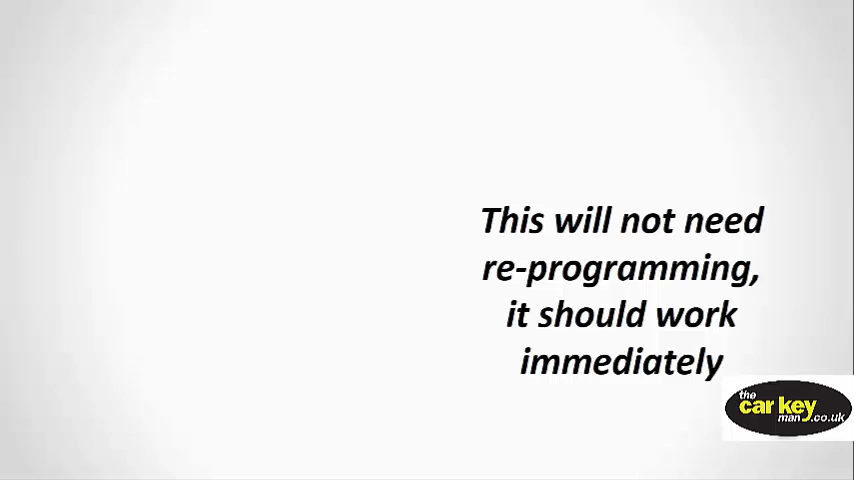 This will not need
re-programming,
it should work
immediately
the
car key
man.co.uk